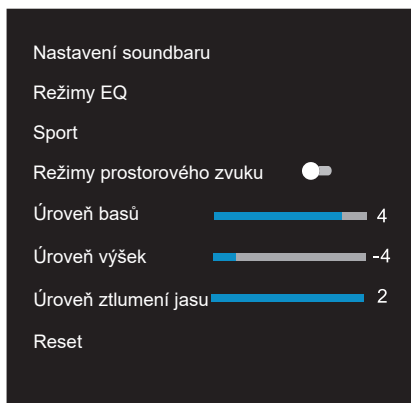 Nastavení soundbaru
Režimy EQ
Sport
Režimy prostorového zvuku
Úroveň basů 4
Úroveň výšek -4
Úroveň ztlumení jasu 2
Reset